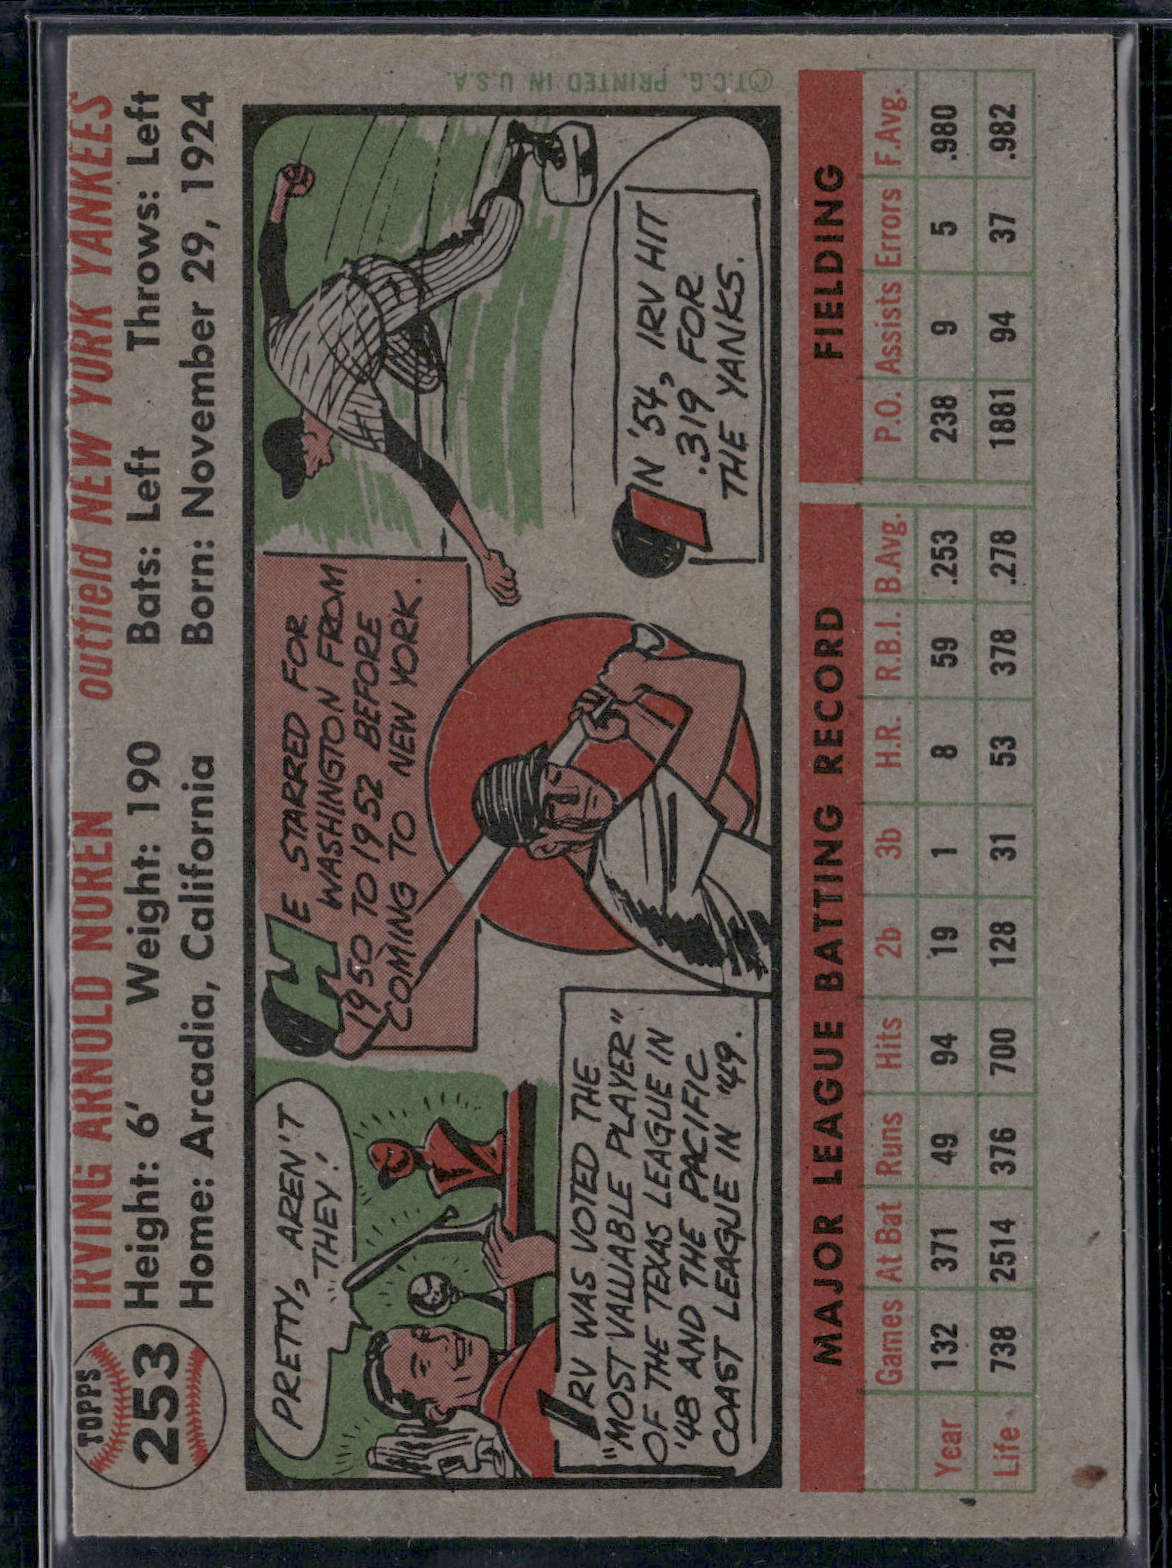 TOPPS
253
IRVING ARNOLD NOREN outfield NEW YORK YANKEES
Height: 6' Weight: 190 Bats: Left Throws: Left
Home: Arcadia, California Born: November 29, 1924
PRETTY,
AREN'T
THEY.
IRV WAS VOTED THE
"MOST VALUABLE PLAYER"
OF THE TEXAS LEAGUE IN
'48 AND THE PACIFIC
COAST LEAGUE IN '49.
HE STARRED FOR
WASHINGTON FROM
1950 TO 1952 BEFORE
COMING TO NEW YORK.
IN '54, IRV HIT
.319 FOR
THE YANKS.
©T.C.G. PRINTED IN U.S.A.
MAJOR LEAGUE BATTING RECORD FIELDING
Games At Bat Runs Hits 2b 3b H.R. R.B.I. B.Avg. P.O. Assists Errors F.Avg.
Year 132 371 49 94 19 1 8 59 .253 238 9 5 .980
Life 738 2514 376 700 128 31 53 378 .278 1881 94 37 .982